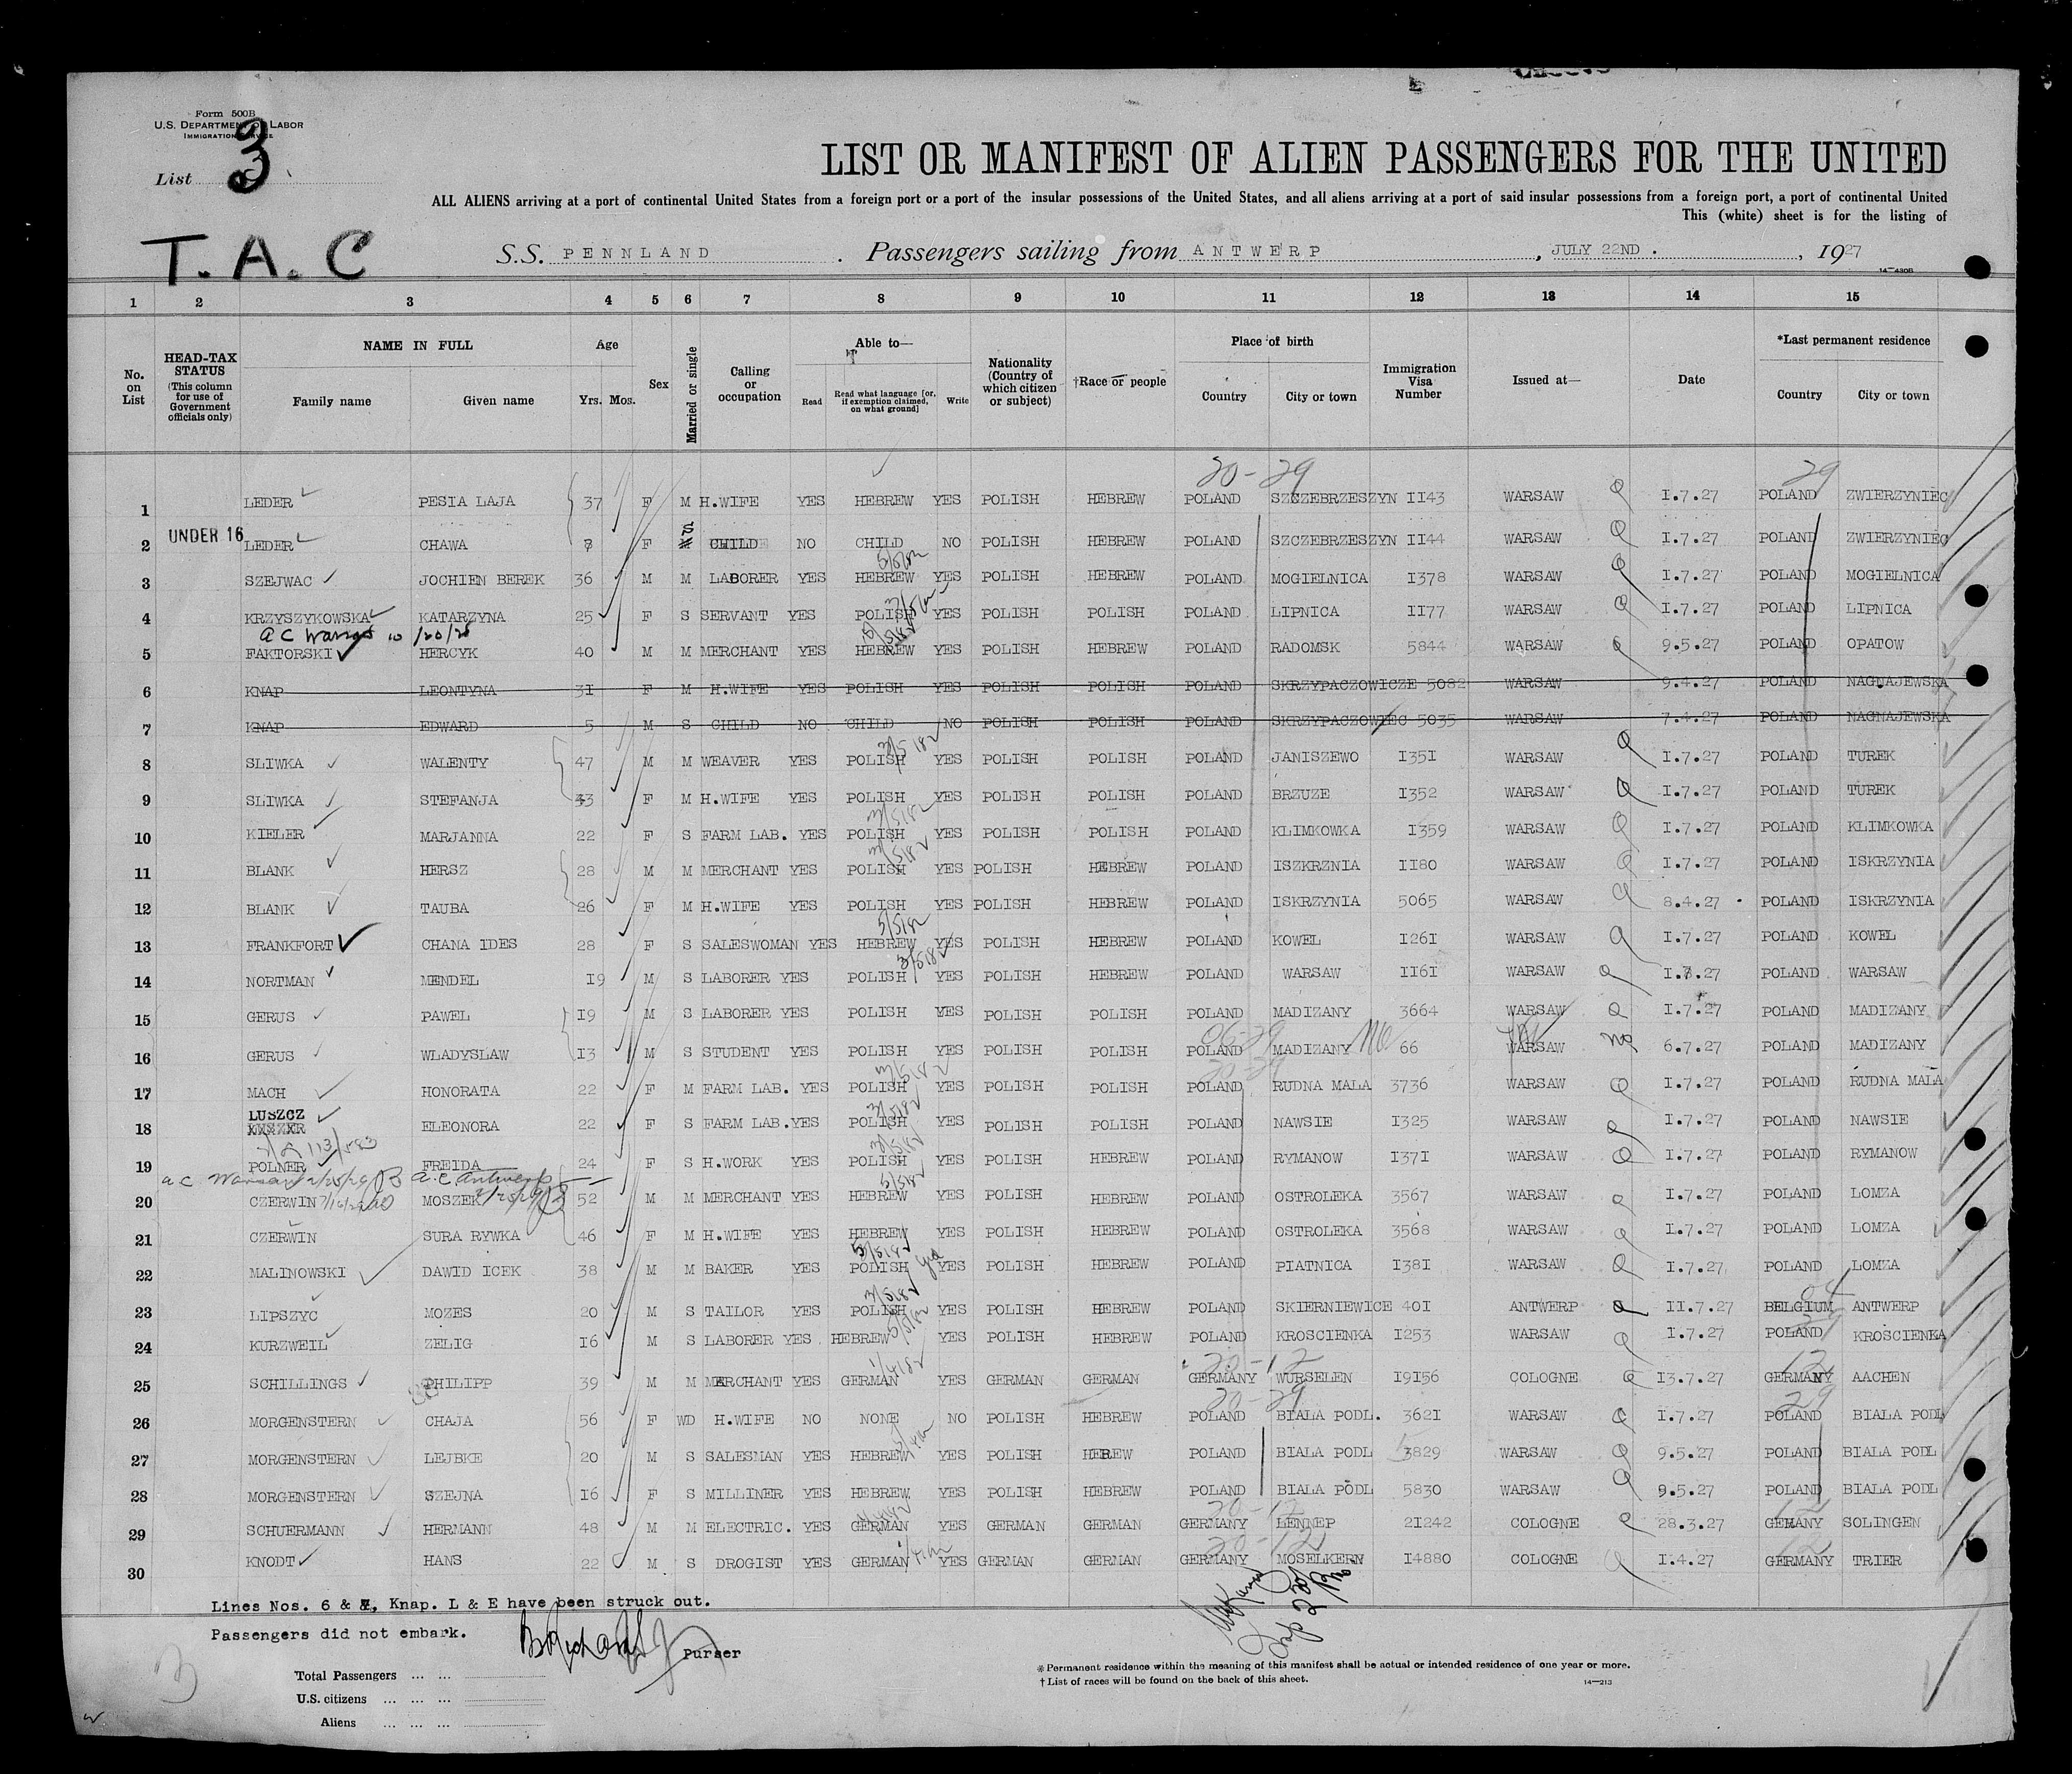 Form 500B
U.S. DEPARTMENT OF LABOR
IMMIGRATION SERVICE
List 3
T. A. C
LIST OR MANIFEST OF ALIEN PASSENGERS FOR THE UNITED
ALL ALIENS arriving at a port of continental United States from a foreign port or a port of the insular possessions of the United States, and all aliens arriving at a port of said insular possessions from a foreign port, a port of continental United
This (white) sheet is for the listing of
S.S. PENNLAND . Passengers sailing from ANTWERP , JULY 22ND . , 1927
14—430B
1 2 3 4 5 6 7 8 9 10 11 12 13 14 15
No. on List
HEAD-TAX STATUS (This column for use of Government officials only)
NAME IN FULL Family name Given name
Age Yrs. Mos.
Sex
Married or single
Calling or occupation
Able to— Read Read what language [or, if exemption claimed, on what ground] Write
Nationality (Country of which citizen or subject)
†Race or people
Place of birth Country City or town
Immigration Visa Number
Issued at—
Date
*Last permanent residence Country City or town
20-29 29
1 LEDER PESIA LAJA 37 F M H.WIFE YES HEBREW YES POLISH HEBREW POLAND SZCZEBRZESZYN 1143 WARSAW 1.7.27 POLAND ZWIERZYNIEC
2 UNDER 16 LEDER CHAWA 7 F S CHILD NO CHILD NO POLISH HEBREW POLAND SZCZEBRZESZYN 1144 WARSAW 1.7.27 POLAND ZWIERZYNIEC
3 SZEJWAC JOCHIEN BEREK 36 M M LABORER YES HEBREW YES POLISH HEBREW POLAND MOGIELNICA 1378 WARSAW 1.7.27 POLAND MOGIELNICA
4 KRZYSZYKOWSKA KATARZYNA 25 F S SERVANT YES POLISH YES POLISH POLISH POLAND LIPNICA 1177 WARSAW 1.7.27 POLAND LIPNICA
a c Warsaw 10/20/28
5 FAKTORSKI HERCYK 40 M M MERCHANT YES HEBREW YES POLISH HEBREW POLAND RADOMSK 5844 WARSAW 9.5.27 POLAND OPATOW
6 KNAP LEONTYNA 31 F M H.WIFE YES POLISH YES POLISH POLISH POLAND SKRZYPACZOWICZE 5082 WARSAW 9.4.27 POLAND NAGNAJEWSKA
7 KNAP EDWARD 5 M S CHILD NO CHILD NO POLISH POLISH POLAND SKRZYPACZOWIEC 5035 WARSAW 7.4.27 POLAND NAGNAJEWSKA
8 SLIWKA WALENTY 47 M M WEAVER YES POLISH YES POLISH POLISH POLAND JANISZEWO 1351 WARSAW 1.7.27 POLAND TUREK
9 SLIWKA STEFANJA 43 F M H.WIFE YES POLISH YES POLISH POLISH POLAND BRZUZE 1352 WARSAW 1.7.27 POLAND TUREK
10 KIELER MARJANNA 22 F S FARM LAB. YES POLISH YES POLISH POLISH POLAND KLIMKOWKA 1359 WARSAW 1.7.27 POLAND KLIMKOWKA
11 BLANK HERSZ 28 M M MERCHANT YES POLISH YES POLISH HEBREW POLAND ISZKRZNIA 1180 WARSAW 1.7.27 POLAND ISKRZYNIA
12 BLANK TAUBA 26 F M H.WIFE YES POLISH YES POLISH HEBREW POLAND ISKRZYNIA 5065 WARSAW 8.4.27 POLAND ISKRZYNIA
13 FRANKFORT CHANA IDES 28 F S SALESWOMAN YES HEBREW YES POLISH HEBREW POLAND KOWEL 1261 WARSAW 1.7.27 POLAND KOWEL
14 NORTMAN MENDEL 19 M S LABORER YES POLISH YES POLISH HEBREW POLAND WARSAW 1161 WARSAW 1.7.27 POLAND WARSAW
15 GERUS PAWEL 19 M S LABORER YES POLISH YES POLISH POLISH POLAND MADIZANY 3664 WARSAW 1.7.27 POLAND MADIZANY
16 GERUS WLADYSLAW 13 M S STUDENT YES POLISH YES POLISH POLISH POLAND MADIZANY 66 WARSAW 6.7.27 POLAND MADIZANY
17 MACH HONORATA 22 F M FARM LAB. YES POLISH YES POLISH POLISH POLAND RUDNA MALA 3736 WARSAW 1.7.27 POLAND RUDNA MALA
18 LUSZCZ ELEONORA 22 F S FARM LAB. YES POLISH YES POLISH POLISH POLAND NAWSIE 1325 WARSAW 1.7.27 POLAND NAWSIE
19 POLNER FREIDA 24 F S H.WORK YES POLISH YES POLISH HEBREW POLAND RYMANOW 1371 WARSAW 1.7.27 POLAND RYMANOW
a c Warsaw 2/25/29 a.c. Antwerp
20 CZERWIN MOSZEK 52 M M MERCHANT YES HEBREW YES POLISH HEBREW POLAND OSTROLEKA 3567 WARSAW 1.7.27 POLAND LOMZA
21 CZERWIN SURA RYWKA 46 F M H.WIFE YES HEBREW YES POLISH HEBREW POLAND OSTROLEKA 3568 WARSAW 1.7.27 POLAND LOMZA
22 MALINOWSKI DAWID ICEK 38 M M BAKER YES POLISH YES POLISH HEBREW POLAND PIATNICA 1381 WARSAW 1.7.27 POLAND LOMZA
23 LIPSZYC MOZES 20 M S TAILOR YES POLISH YES POLISH HEBREW POLAND SKIERNIEWICE 401 ANTWERP 11.7.27 BELGIUM ANTWERP
24 KURZWEIL ZELIG 16 M S LABORER YES HEBREW YES POLISH HEBREW POLAND KROSCIENKA 1253 WARSAW 1.7.27 POLAND KROSCIENKA
20-12 12
25 SCHILLINGS PHILIPP 39 M M MERCHANT YES GERMAN YES GERMAN GERMAN GERMANY WURSELEN 19156 COLOGNE 13.7.27 GERMANY AACHEN
20-29 29
26 MORGENSTERN CHAJA 56 F WD H.WIFE NO NONE NO POLISH HEBREW POLAND BIALA PODL. 3621 WARSAW 1.7.27 POLAND BIALA PODL
27 MORGENSTERN LEJBKE 20 M S SALESMAN YES HEBREW YES POLISH HEBREW POLAND BIALA PODL 3829 WARSAW 9.5.27 POLAND BIALA PODL
28 MORGENSTERN SZEJNA 16 F S MILLINER YES HEBREW YES POLISH HEBREW POLAND BIALA PODL 5830 WARSAW 9.5.27 POLAND BIALA PODL
20-12 12
29 SCHUERMANN HERMANN 48 M M ELECTRIC. YES GERMAN YES GERMAN GERMAN GERMANY LENNEP 21242 COLOGNE 28.3.27 GEMANY SOLINGEN
20-12 12
30 KNODT HANS 22 M S DROGIST YES GERMAN YES GERMAN GERMAN GERMANY MOSELKERN 14880 COLOGNE 1.4.27 GERMANY TRIER
Lines Nos. 6 & 7, Knap. L & E have been struck out.
Passengers did not embark.
Purser
Total Passengers ... ...
U.S. citizens ... ... ...
Aliens ... ... ...
* Permanent residence within the meaning of this manifest shall be actual or intended residence of one year or more.
† List of races will be found on the back of this sheet.
14—213
3